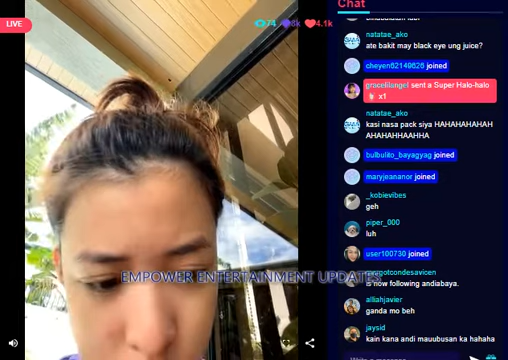 LIVE
74
4.1k
Chat
natatae_ako
ate bakit may black eye ung juice?
cheyen62149626 joined
gracelilangel sent a Super Halo-halo
x1
natatae_ako
kasi nasa pack siya HAHAHAHAHAH
AHAHAHHAAHHA
bulbulito_bayagyag joined
maryjeananor joined
_kobievibes
geh
piper_000
luh
user100730 joined
EMPOWER ENTERTAINMENT UPDATES
is now following andiabaya.
alliahjavier
ganda mo beh
jaysid
kain kana andi mauubusan ka hahaha